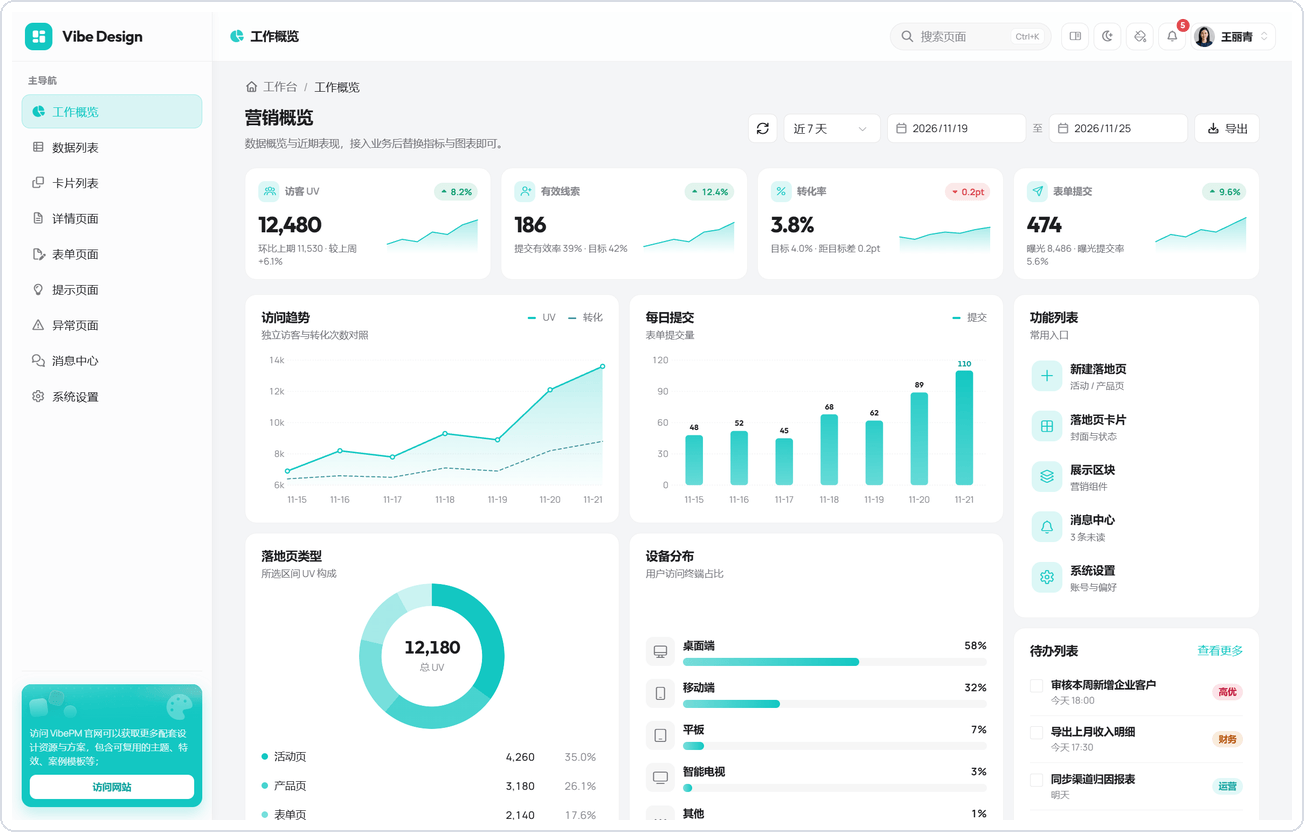 Vibe Design
工作概览
搜索页面
Ctrl+K
5
王丽青
主导航
工作概览
数据列表
卡片列表
详情页面
表单页面
提示页面
异常页面
消息中心
系统设置
访问 VibePM 官网可以获取更多配套设
计资源与方案，包含可复用的主题、特
效、案例模板等；
访问网站
工作台 / 工作概览
营销概览
数据概览与近期表现，接入业务后替换指标与图表即可。
近 7 天
2026/11/19
至
2026/11/25
导出
访客 UV
8.2%
12,480
环比上期 11,530 · 较上周
+6.1%
有效线索
12.4%
186
提交有效率 39% · 目标 42%
转化率
0.2pt
3.8%
目标 4.0% · 距目标差 0.2pt
表单提交
9.6%
474
曝光 8,486 · 曝光提交率
5.6%
访问趋势
独立访客与转化次数对照
UV
转化
14k
12k
10k
8k
6k
11-15 11-16 11-17 11-18 11-19 11-20 11-21
每日提交
表单提交量
提交
120
90
60
30
0
48 52 45 68 62 89 110
11-15 11-16 11-17 11-18 11-19 11-20 11-21
功能列表
常用入口
新建落地页
活动 / 产品页
落地页卡片
封面与状态
展示区块
营销组件
消息中心
3 条未读
系统设置
账号与偏好
落地页类型
所选区间 UV 构成
12,180
总 UV
活动页 4,260 35.0%
产品页 3,180 26.1%
表单页 2,140 17.6%
设备分布
用户访问终端占比
桌面端 58%
移动端 32%
平板 7%
智能电视 3%
其他 1%
待办列表
查看更多
审核本周新增企业客户
今天 18:00
高优
导出上月收入明细
今天 17:30
财务
同步渠道归因报表
明天
运营